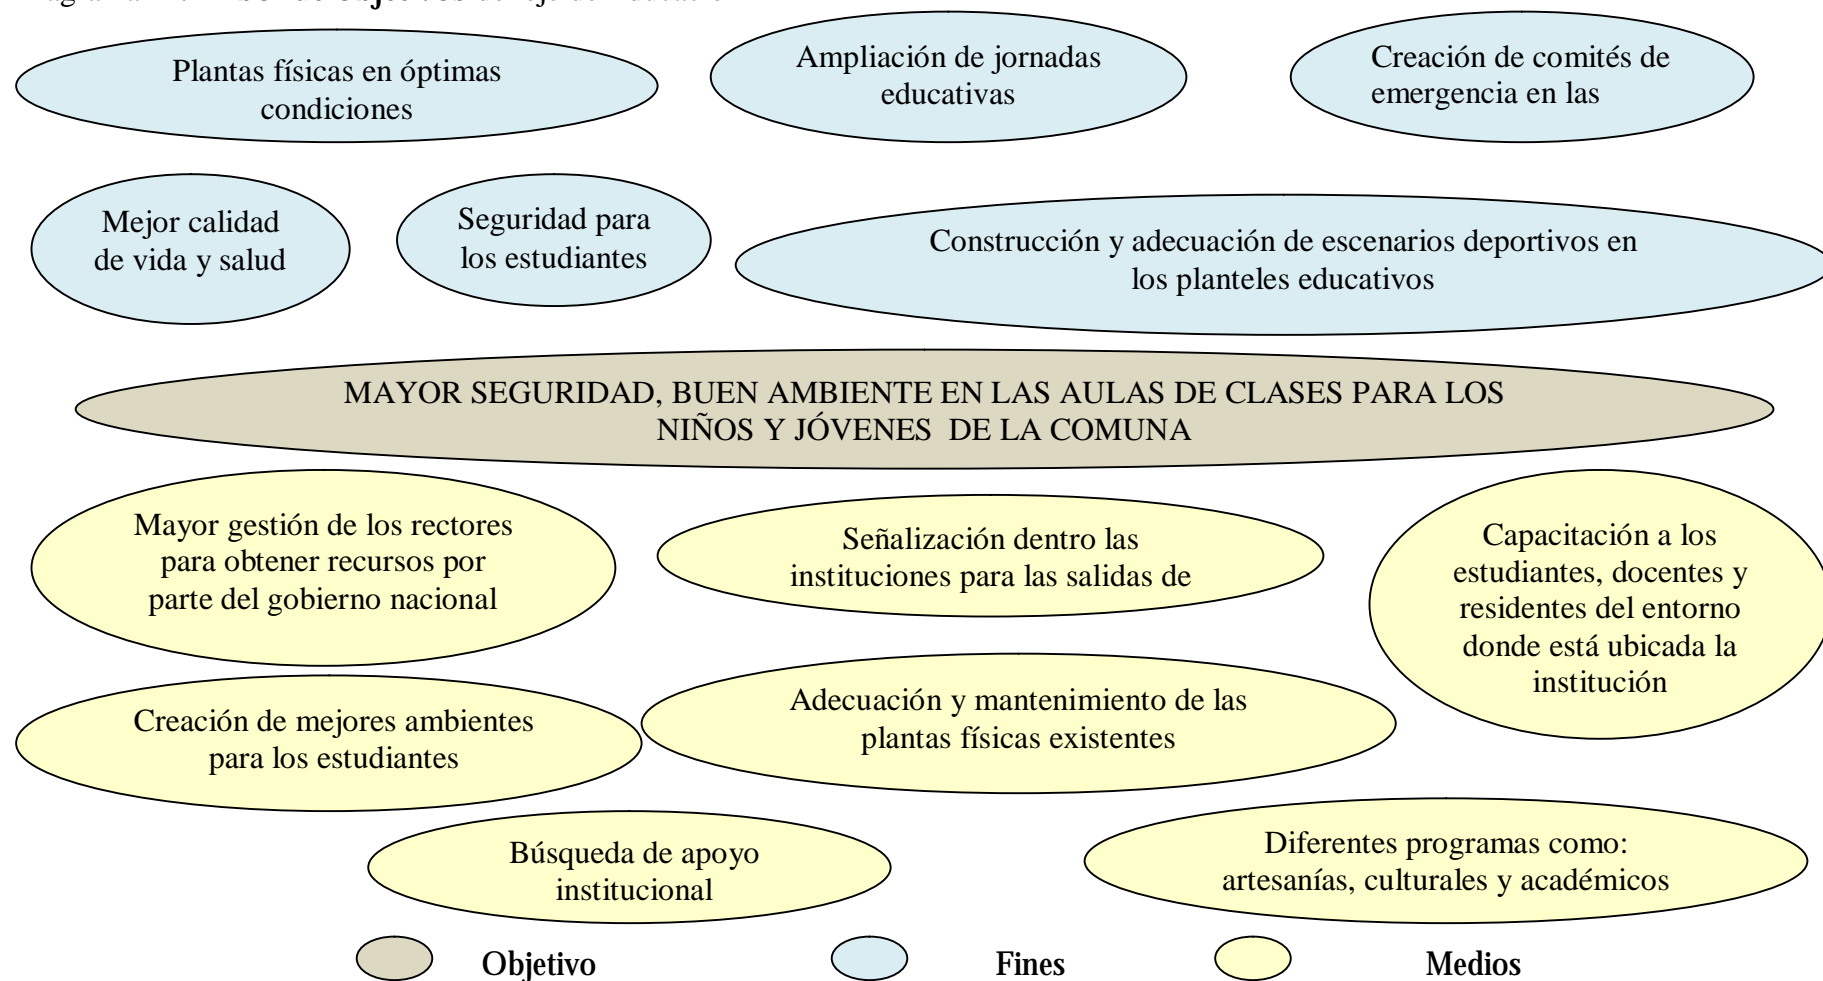 de Objetivos
Plantas físicas en óptimas
condiciones
Ampliación de jornadas
educativas
Creación de comités de
emergencia en las
Mejor calidad
de vida y salud
Seguridad para
los estudiantes
Construcción y adecuación de escenarios deportivos en
los planteles educativos
MAYOR SEGURIDAD, BUEN AMBIENTE EN LAS AULAS DE CLASES PARA LOS
NIÑOS Y JÓVENES DE LA COMUNA
Mayor gestión de los rectores
para obtener recursos por
parte del gobierno nacional
Señalización dentro las
instituciones para las salidas de
Capacitación a los
estudiantes, docentes y
residentes del entorno
donde está ubicada la
institución
Creación de mejores ambientes
para los estudiantes
Adecuación y mantenimiento de las
plantas físicas existentes
Búsqueda de apoyo
institucional
Diferentes programas como:
artesanías, culturales y académicos
Objetivo
Fines
Medios